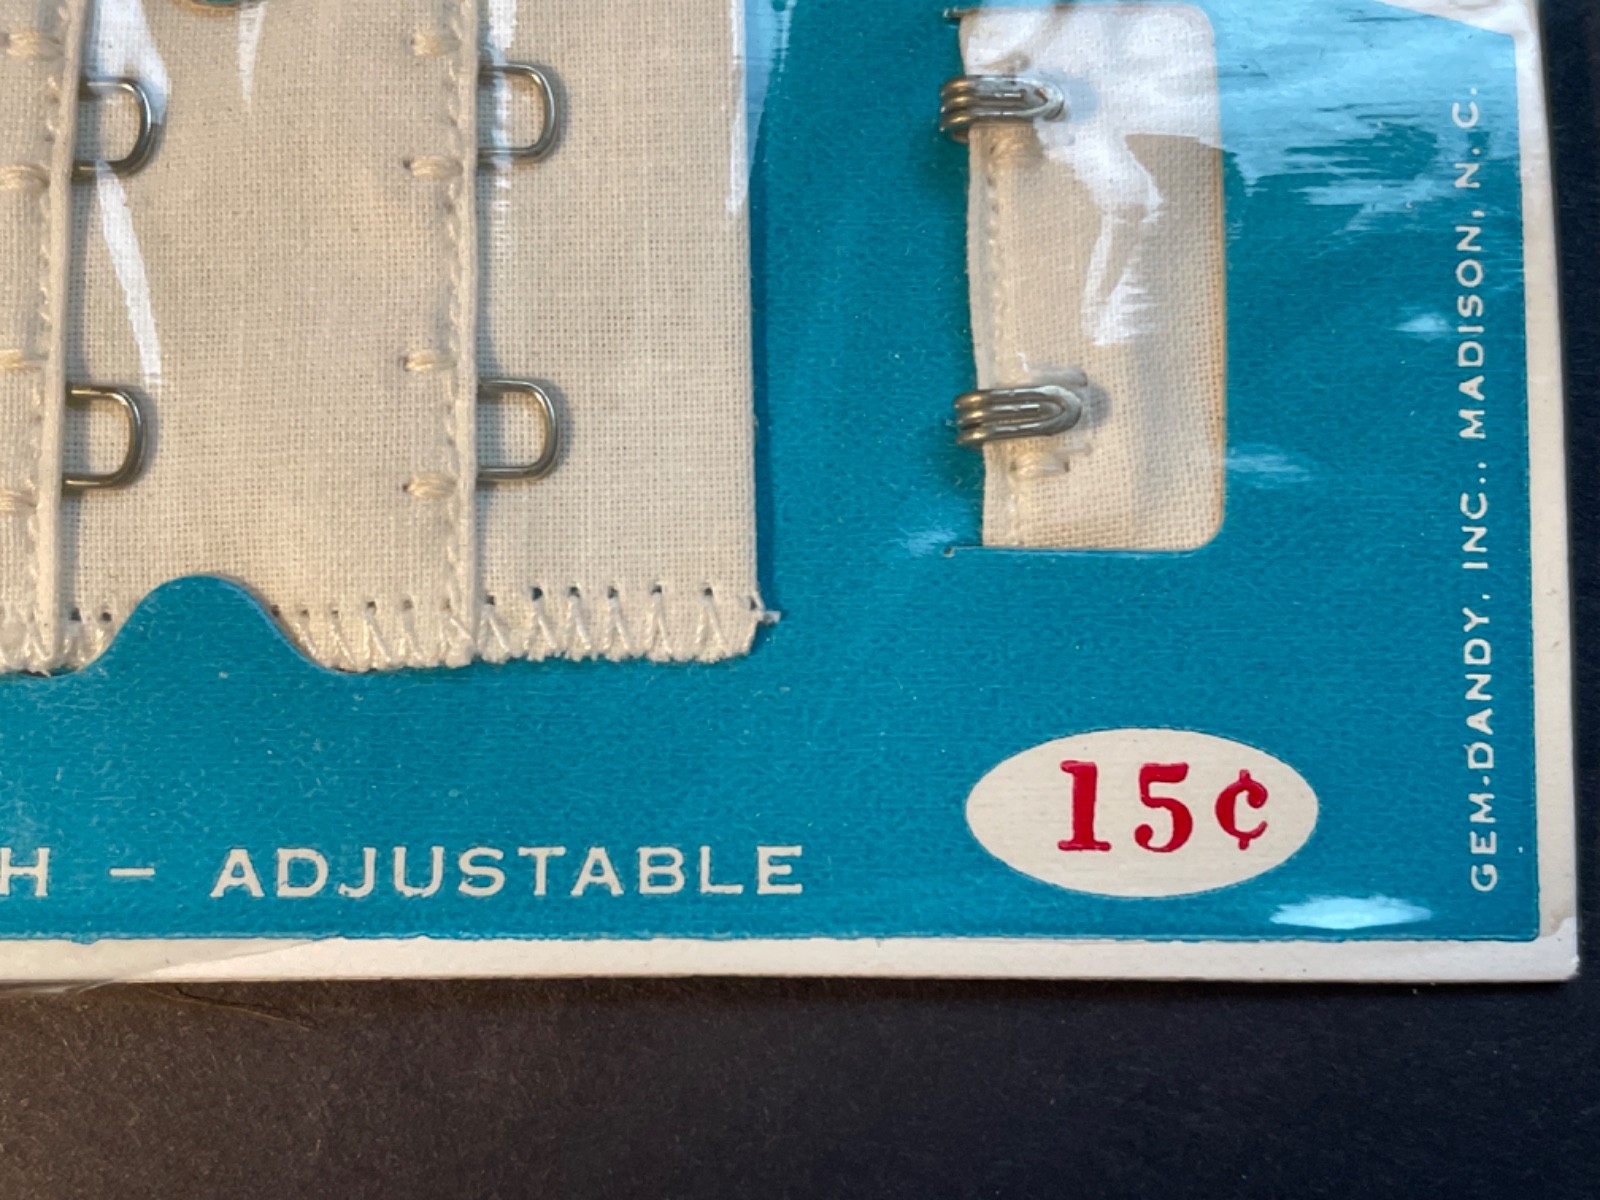 H – ADJUSTABLE
15¢
GEM-DANDY, INC., MADISON, N. C.